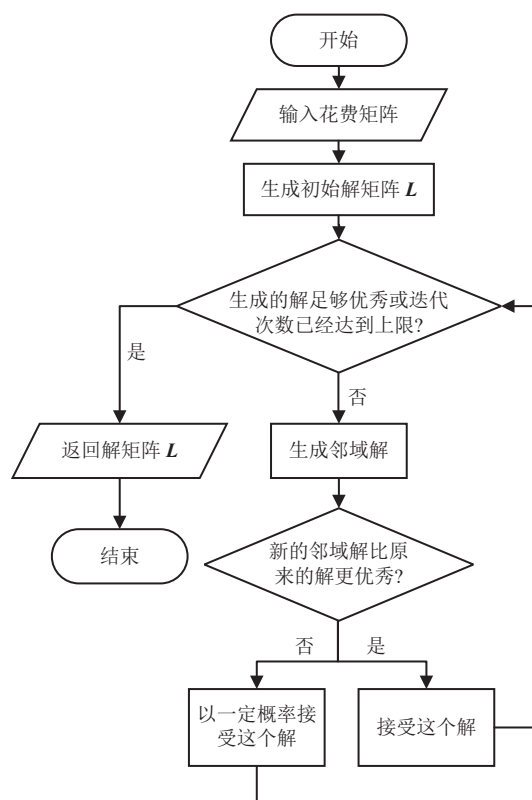 开始
输入花费矩阵
生成初始解矩阵 L
生成的解足够优秀或迭代
次数已经达到上限?
是
否
返回解矩阵 L
生成邻域解
结束
新的邻域解比原
来的解更优秀?
否
是
以一定概率接
受这个解
接受这个解